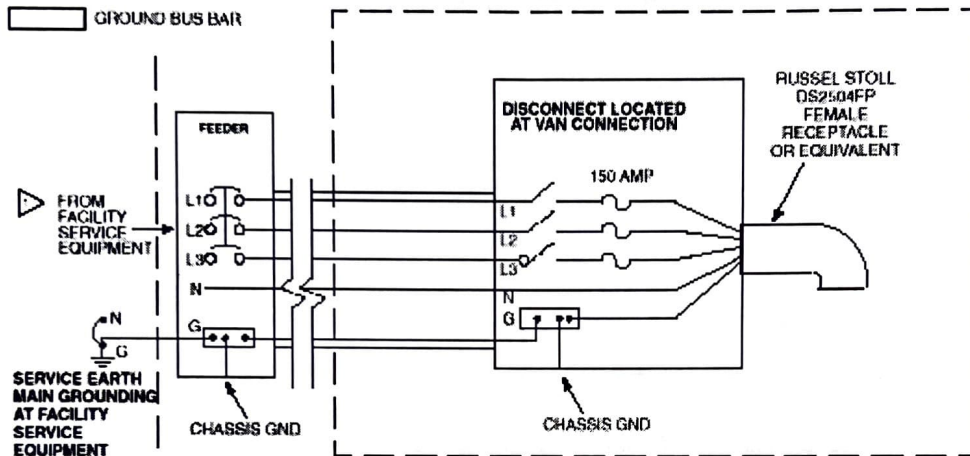 GROUND BUS BAR
FEEDER
FROM
FACILITY
SERVICE
EQUIPMENT
L1
L2
L3
N
G
N
G
SERVICE EARTH
MAIN GROUNDING
AT FACILITY
SERVICE
EQUIPMENT
CHASSIS GND
DISCONNECT LOCATED
AT VAN CONNECTION
150 AMP
L1
L2
L3
N
G
CHASSIS GND
RUSSEL STOLL
DS2504FP
FEMALE
RECEPTACLE
OR EQUIVALENT